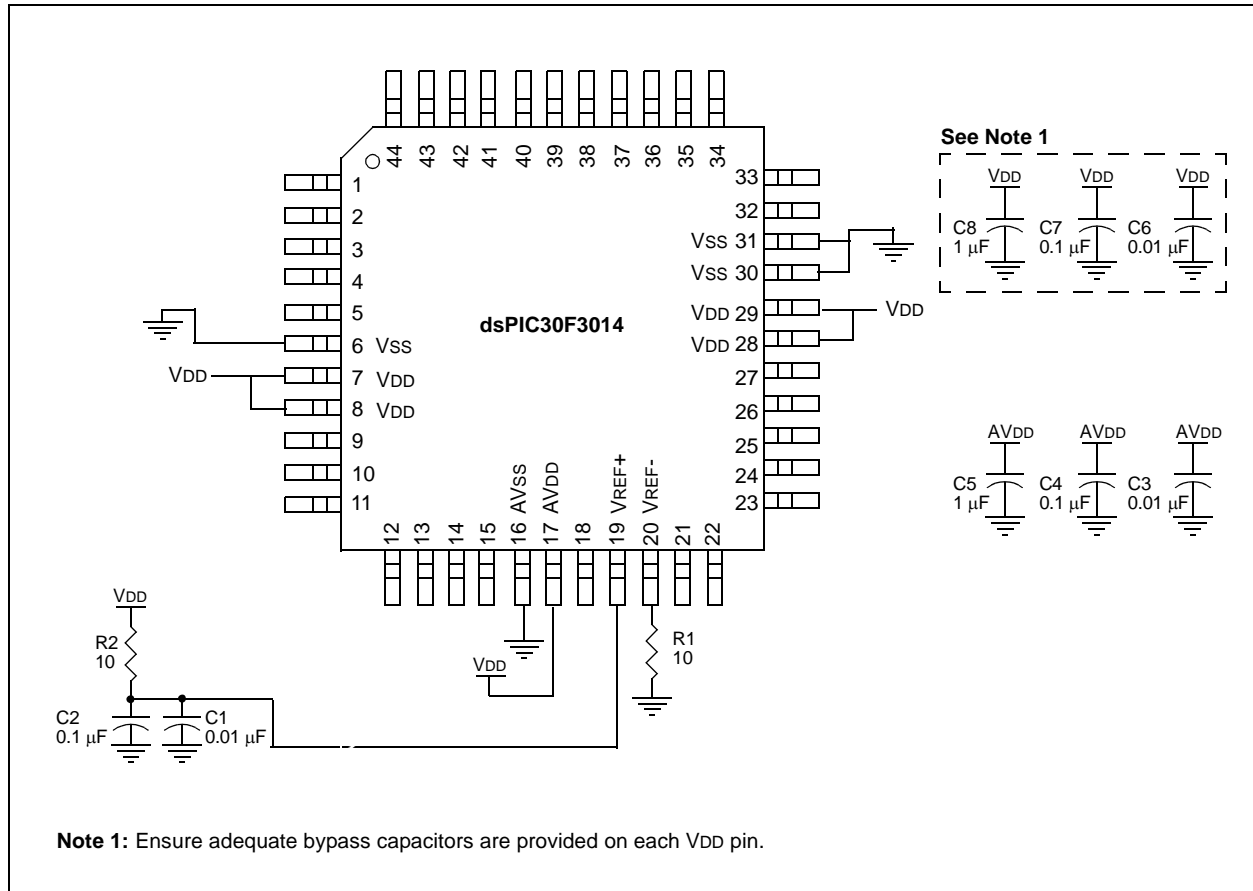 44 43 42 41 40 39 38 37 36 35 34
See Note 1
VDD VDD VDD
C8 C7 C6
1 µF 0.1 µF 0.01 µF
1
2
3
4
5
6 VSS
7 VDD
8 VDD
9
10
11
VDD
dsPIC30F3014
33
32
VSS 31
VSS 30
VDD 29
VDD 28
27
26
25
24
23
VDD
AVDD AVDD AVDD
C5 C4 C3
1 µF 0.1 µF 0.01 µF
12 13 14 15 16 AVSS 17 AVDD 18 19 VREF+ 20 VREF- 21 22
VDD
R2
10
C2
0.1 µF
C1
0.01 µF
VDD
R1
10
Note 1: Ensure adequate bypass capacitors are provided on each VDD pin.